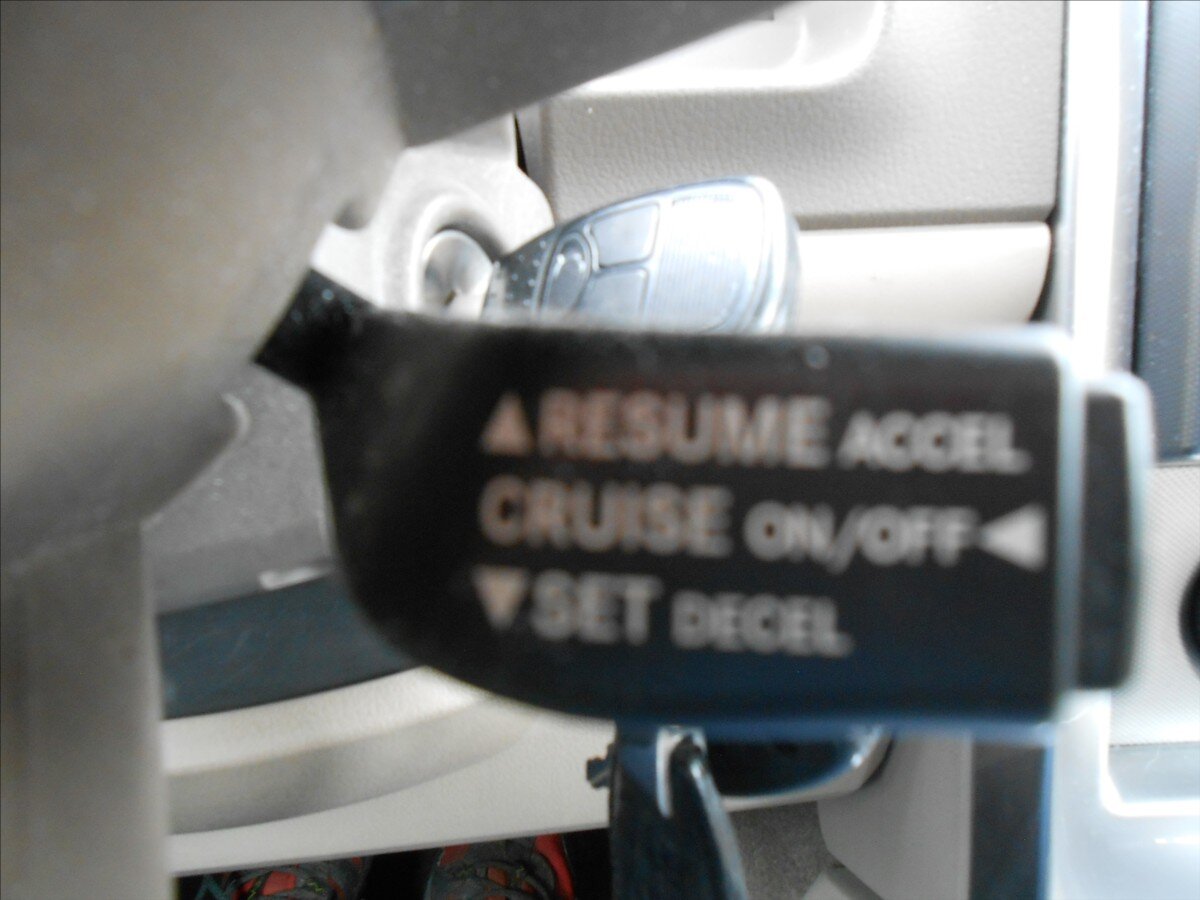 ▲RESUME ACCEL
CRUISE ON/OFF◀
▼SET DECEL